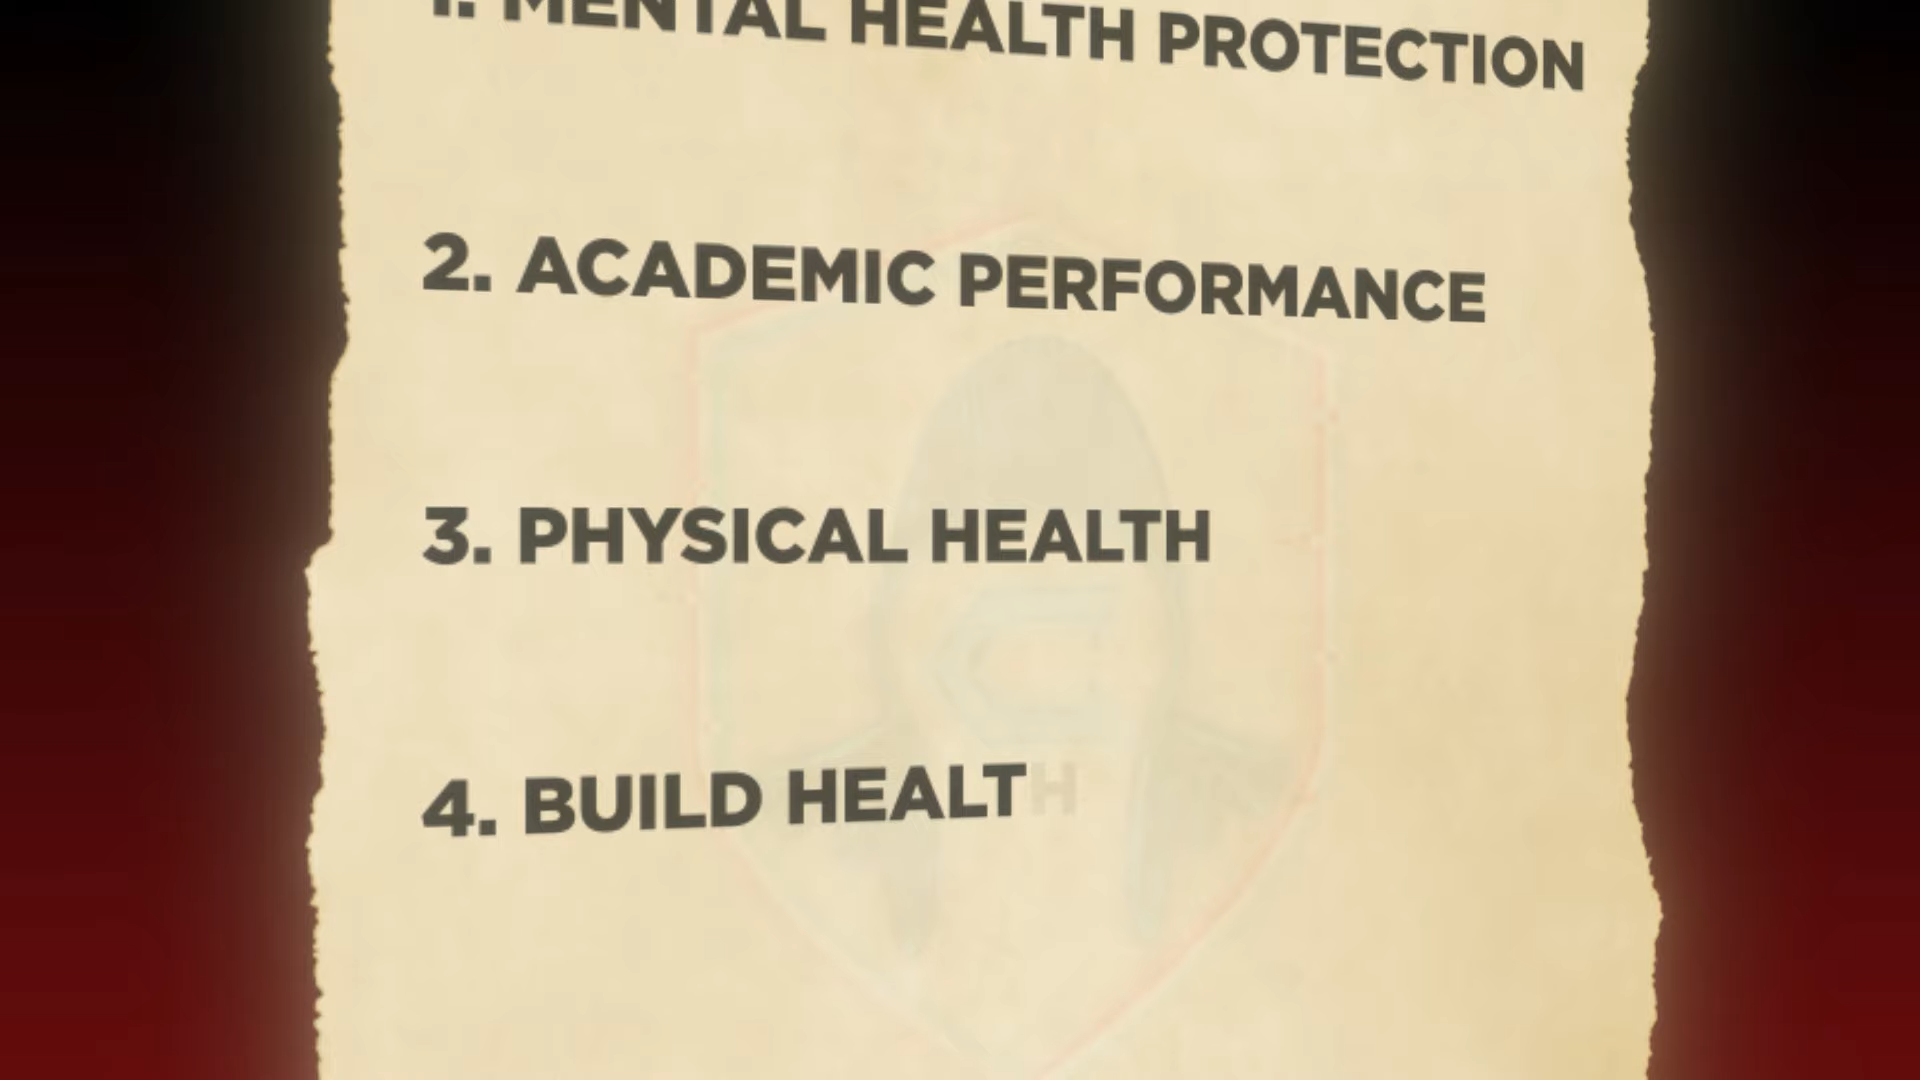 1. MENTAL HEALTH PROTECTION
2. ACADEMIC PERFORMANCE
3. PHYSICAL HEALTH
4. BUILD HEALTH